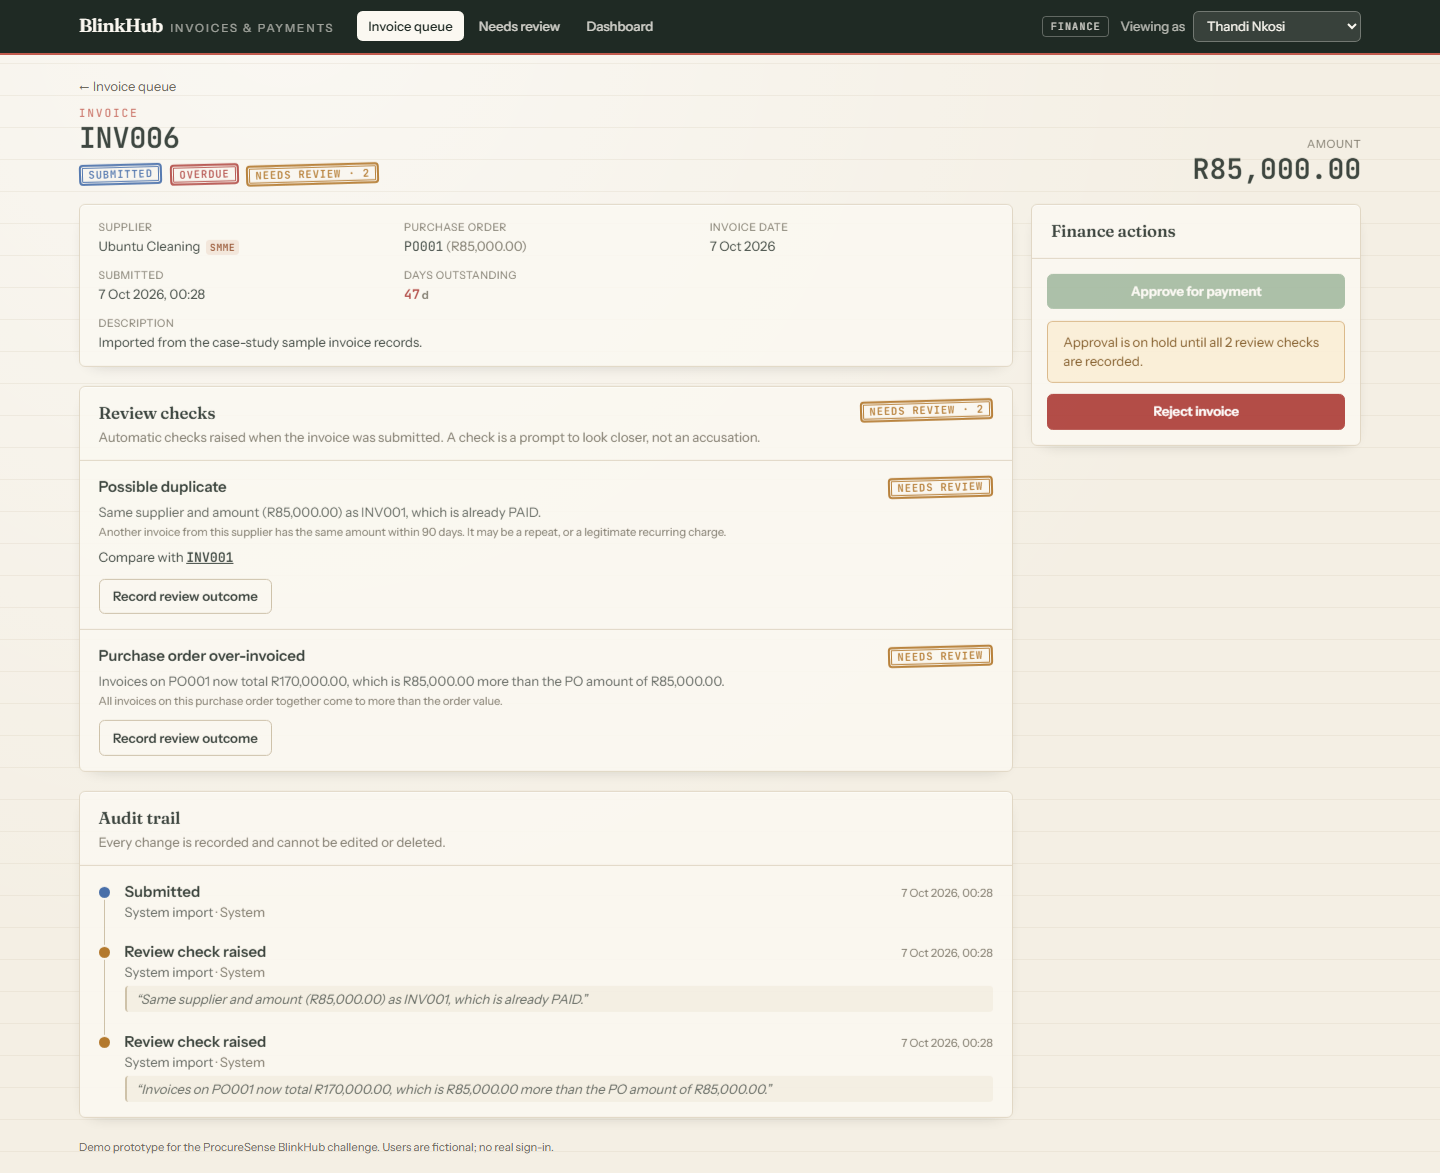 BlinkHub INVOICES & PAYMENTS Invoice queue Needs review Dashboard FINANCE Viewing as Thandi Nkosi
← Invoice queue
INVOICE
INV006
SUBMITTED OVERDUE NEEDS REVIEW · 2
AMOUNT
R85,000.00
SUPPLIER PURCHASE ORDER INVOICE DATE
Ubuntu Cleaning SMME PO001 (R85,000.00) 7 Oct 2026
SUBMITTED DAYS OUTSTANDING
7 Oct 2026, 00:28 47 d
DESCRIPTION
Imported from the case-study sample invoice records.
Finance actions
Approve for payment
Approval is on hold until all 2 review checks
are recorded.
Reject invoice
Review checks NEEDS REVIEW · 2
Automatic checks raised when the invoice was submitted. A check is a prompt to look closer, not an accusation.
Possible duplicate NEEDS REVIEW
Same supplier and amount (R85,000.00) as INV001, which is already PAID.
Another invoice from this supplier has the same amount within 90 days. It may be a repeat, or a legitimate recurring charge.
Compare with INV001
Record review outcome
Purchase order over-invoiced NEEDS REVIEW
Invoices on PO001 now total R170,000.00, which is R85,000.00 more than the PO amount of R85,000.00.
All invoices on this purchase order together come to more than the order value.
Record review outcome
Audit trail
Every change is recorded and cannot be edited or deleted.
Submitted 7 Oct 2026, 00:28
System import · System
Review check raised 7 Oct 2026, 00:28
System import · System
“Same supplier and amount (R85,000.00) as INV001, which is already PAID.”
Review check raised 7 Oct 2026, 00:28
System import · System
“Invoices on PO001 now total R170,000.00, which is R85,000.00 more than the PO amount of R85,000.00.”
Demo prototype for the ProcureSense BlinkHub challenge. Users are fictional; no real sign-in.